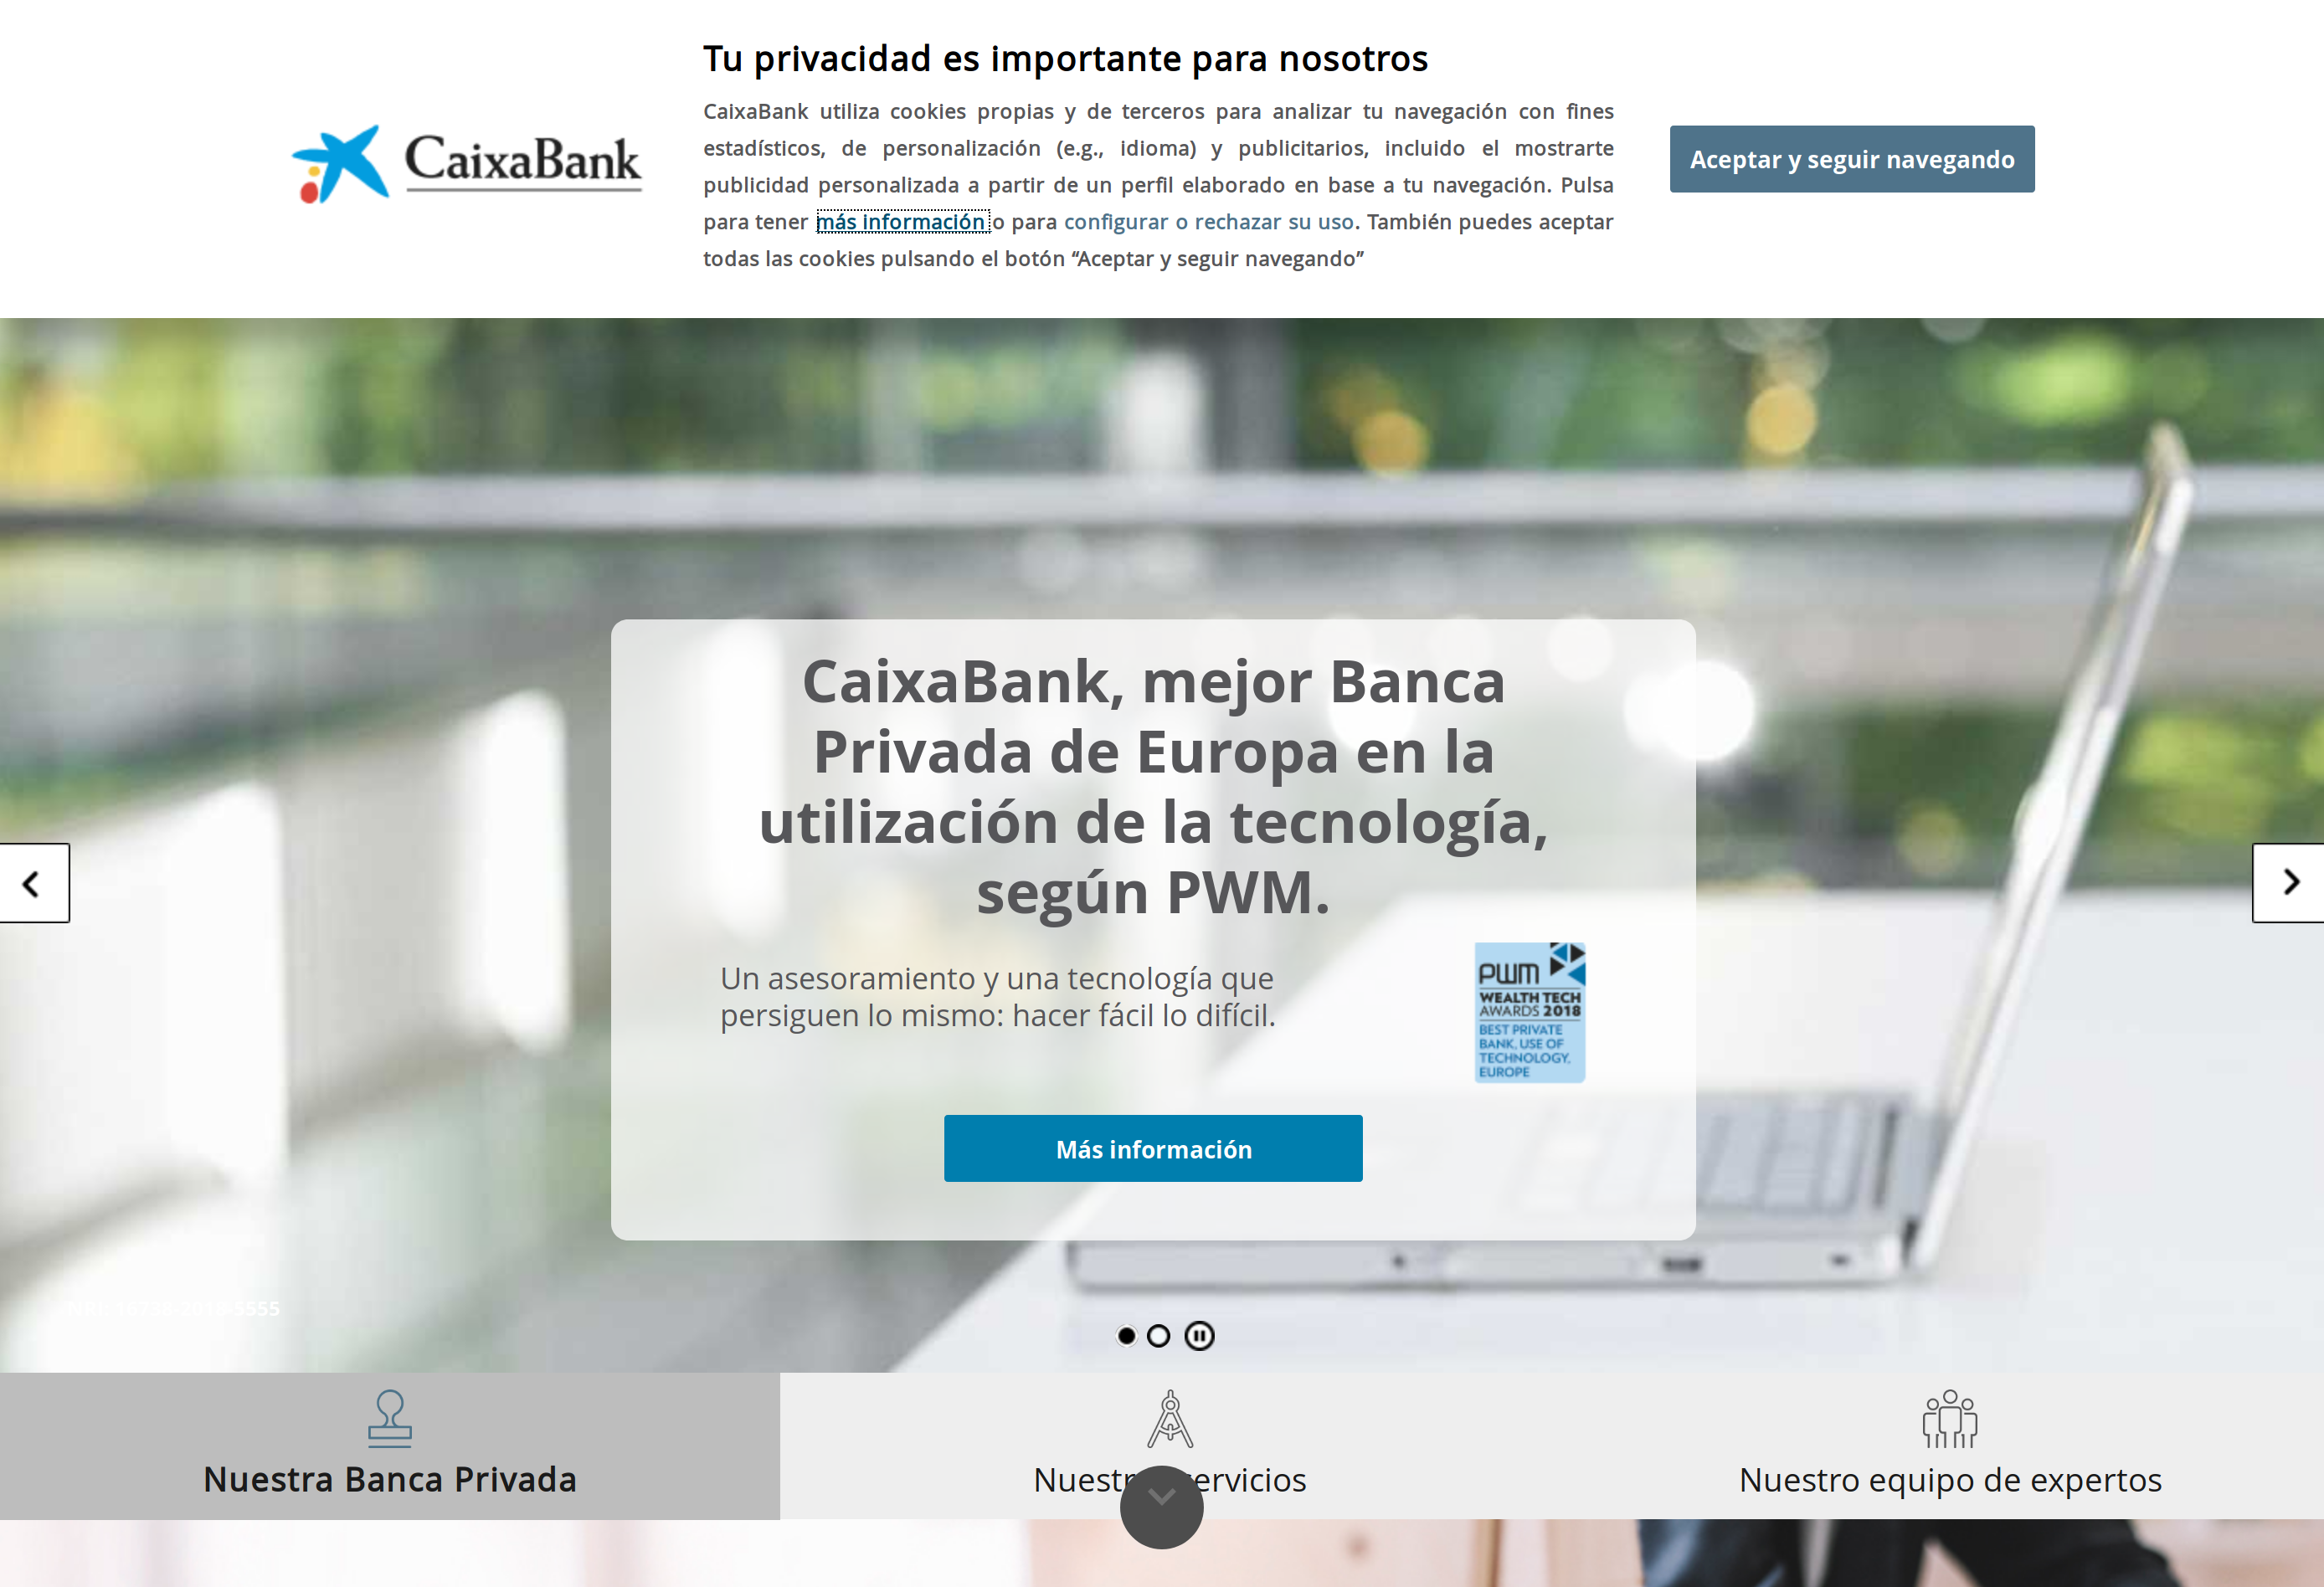 Tu privacidad es importante para nosotros
CaixaBank utiliza cookies propias y de terceros para analizar tu navegación con fines
estadísticos, de personalización (e.g., idioma) y publicitarios, incluido el mostrarte
publicidad personalizada a partir de un perfil elaborado en base a tu navegación. Pulsa
para tener más información o para configurar o rechazar su uso. También puedes aceptar
todas las cookies pulsando el botón “Aceptar y seguir navegando”
CaixaBank
Aceptar y seguir navegando
CaixaBank, mejor Banca
Privada de Europa en la
utilización de la tecnología,
según PWM.
Un asesoramiento y una tecnología que
persiguen lo mismo: hacer fácil lo difícil.
pwm
WEALTH TECH
AWARDS 2018
BEST PRIVATE
BANK, USE OF
TECHNOLOGY,
EUROPE
Más información
Nuestra Banca Privada
Nuestro equipo de expertos